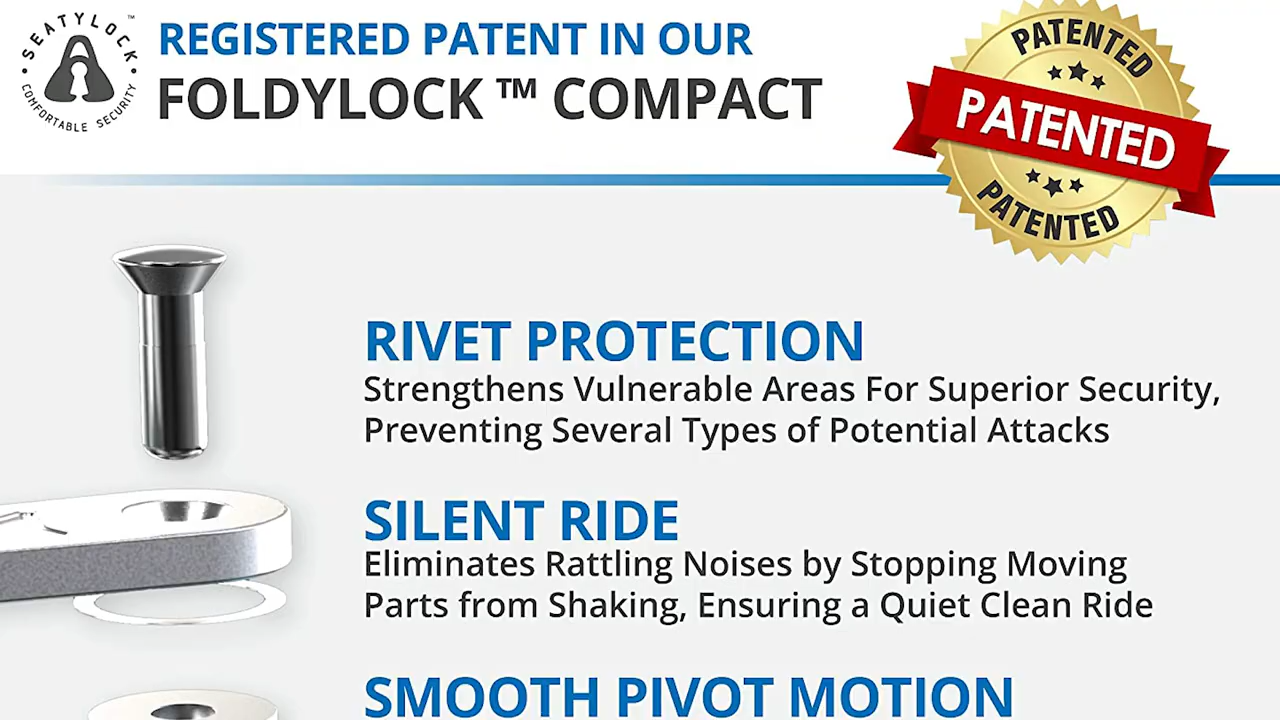 SEATYLOCK™
COMFORTABLE SECURITY
REGISTERED PATENT IN OUR
FOLDYLOCK ™ COMPACT
PATENTED
PATENTED
PATENTED
RIVET PROTECTION
Strengthens Vulnerable Areas For Superior Security,
Preventing Several Types of Potential Attacks
SILENT RIDE
Eliminates Rattling Noises by Stopping Moving
Parts from Shaking, Ensuring a Quiet Clean Ride
SMOOTH PIVOT MOTION